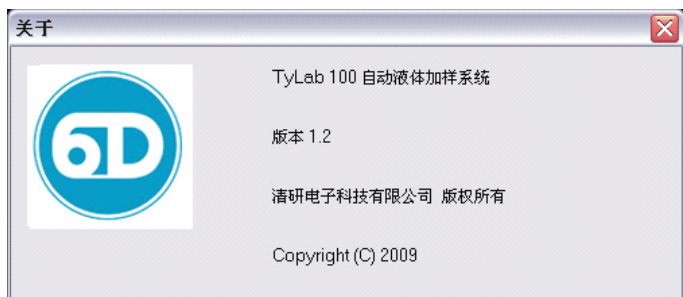 关于
6D
TyLab 100 自动液体加样系统
版本 1.2
清研电子科技有限公司 版权所有
Copyright (C) 2009